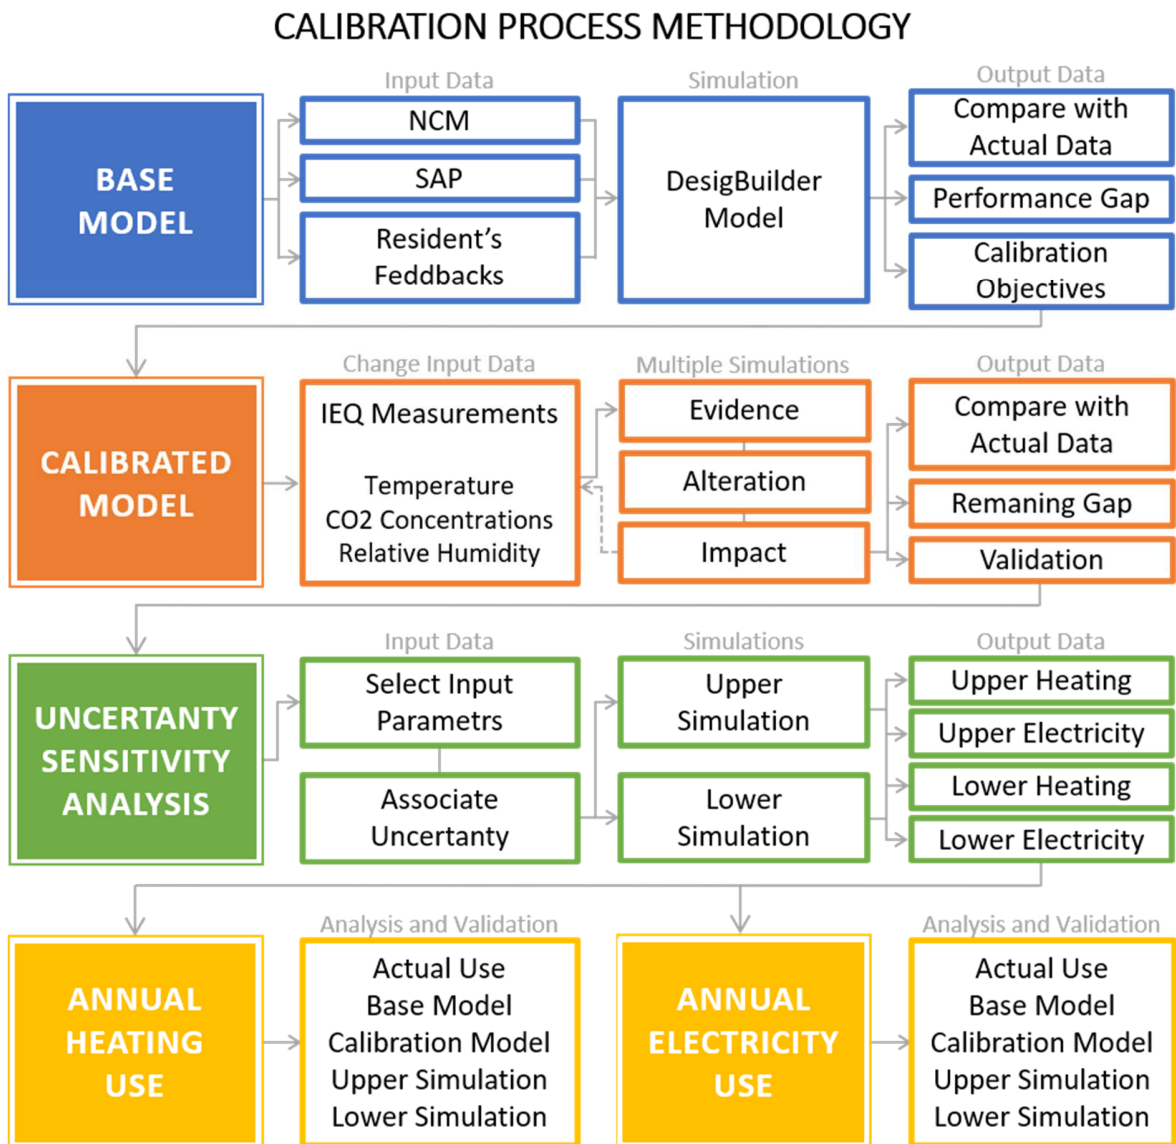 CALIBRATION PROCESS METHODOLOGY
Input Data
Simulation
Output Data
BASE
MODEL
NCM
SAP
Resident's
Feddbacks
DesigBuilder
Model
Compare with
Actual Data
Performance Gap
Calibration
Objectives
Change Input Data
Multiple Simulations
Output Data
CALIBRATED
MODEL
IEQ Measurements
Temperature
CO2 Concentrations
Relative Humidity
Evidence
Alteration
Impact
Compare with
Actual Data
Remaning Gap
Validation
Input Data
Simulations
Output Data
UNCERTANTY
SENSITIVITY
ANALYSIS
Select Input
Parametrs
Associate
Uncertanty
Upper
Simulation
Lower
Simulation
Upper Heating
Upper Electricity
Lower Heating
Lower Electricity
Analysis and Validation
Analysis and Validation
ANNUAL
HEATING
USE
Actual Use
Base Model
Calibration Model
Upper Simulation
Lower Simulation
ANNUAL
ELECTRICITY
USE
Actual Use
Base Model
Calibration Model
Upper Simulation
Lower Simulation